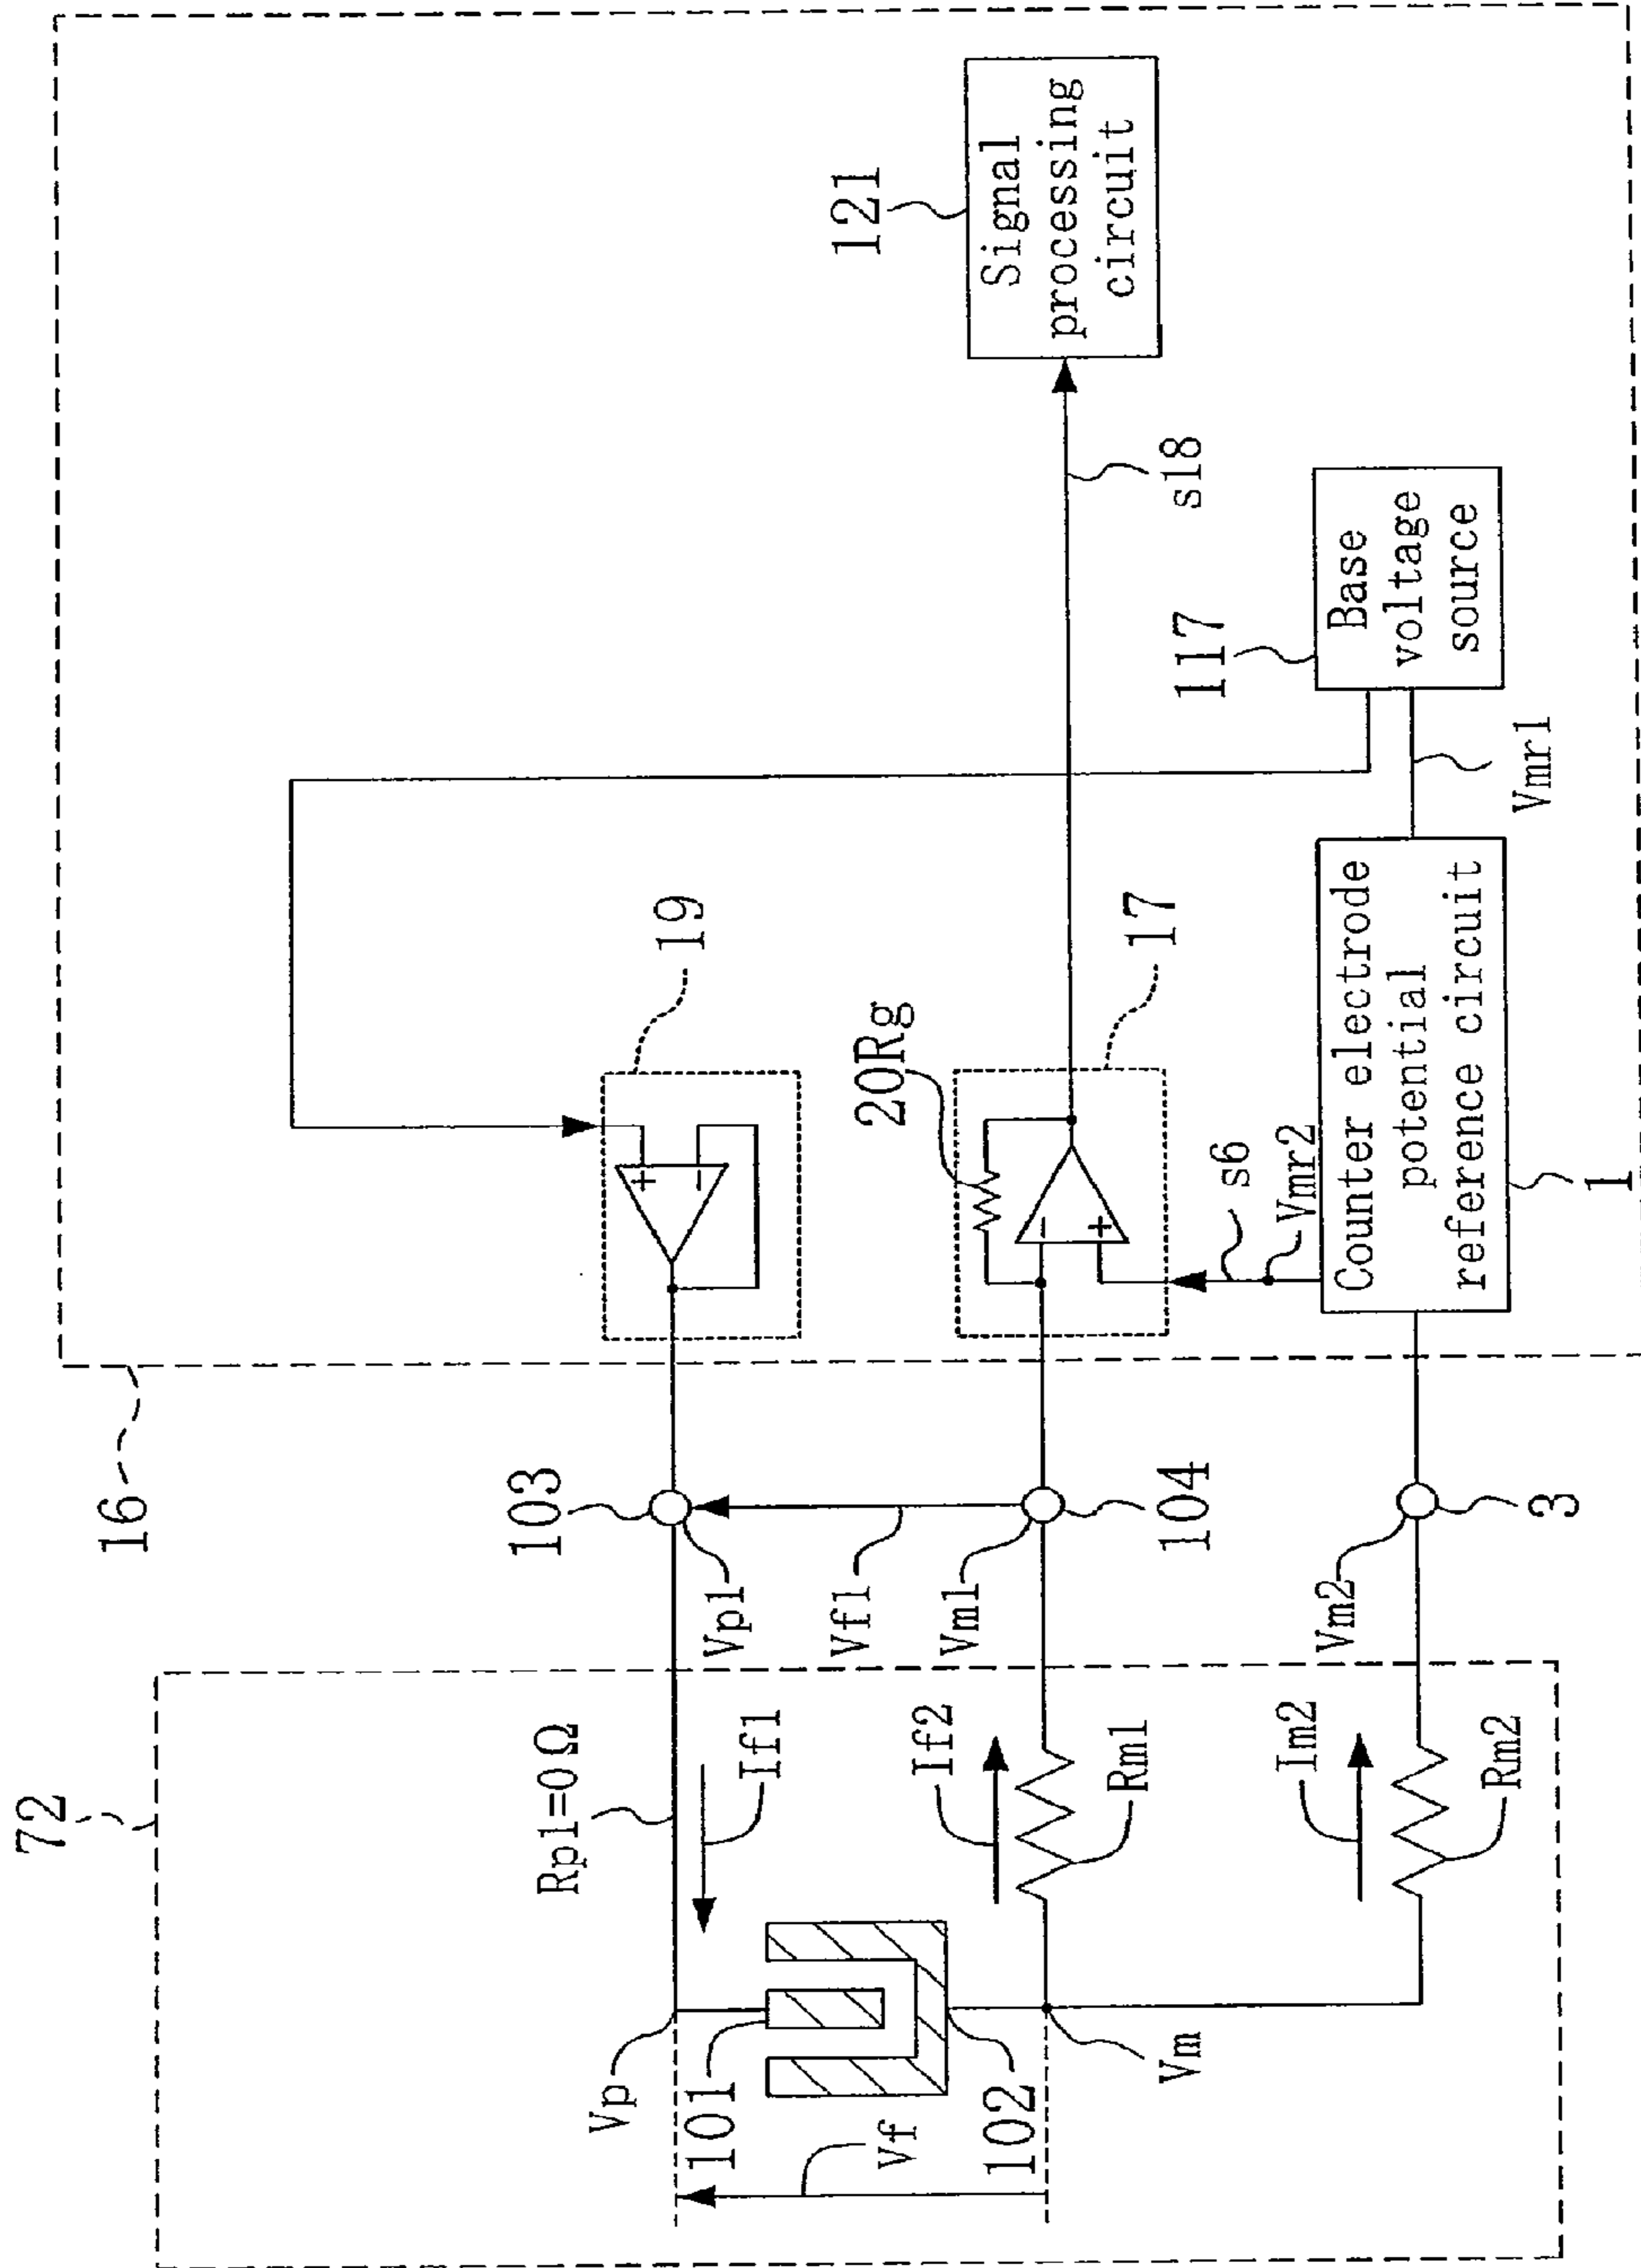 72
16
Rp1=0Ω
103
19
Vp
If1
Vp1
101
Vf
Vf1
20Rg
121
Signal
processing
circuit
102
If2
Vm1
104
17
s18
Vm
Rm1
s6
Vmr2
117
Base
voltage
source
Im2
Vm2
Counter electrode
potential
reference circuit
Vmr1
Rm2
3
1
+
−
−
+